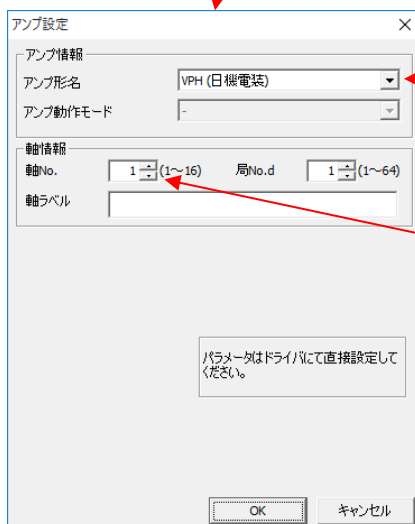 アンプ設定
アンプ情報
アンプ形名 VPH (日機電装)
アンプ動作モード -
軸情報
軸No. 1 (1～16) 局No.d 1 (1～64)
軸ラベル
パラメータはドライバにて直接設定して
ください。
OK キャンセル